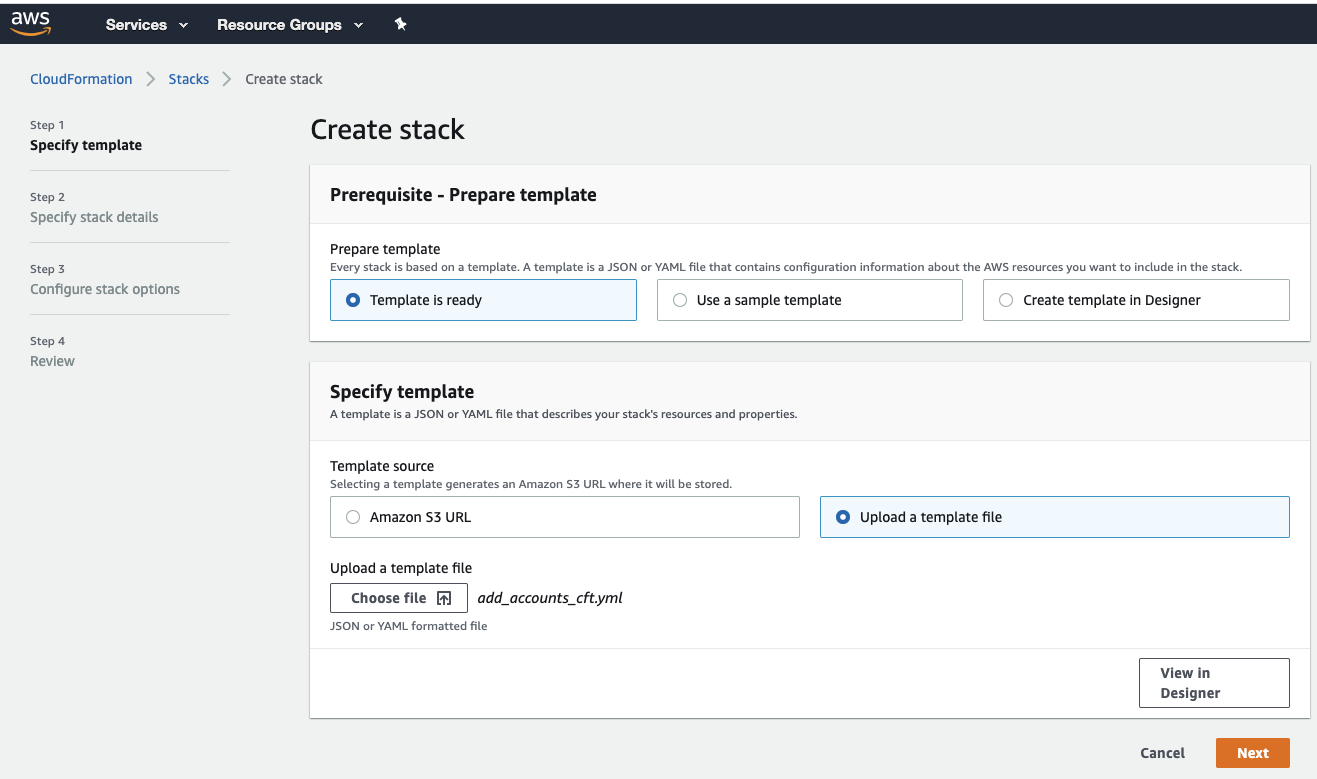 aws
Services Resource Groups
CloudFormation Stacks Create stack
Step 1
Specify template
Step 2
Specify stack details
Step 3
Configure stack options
Step 4
Review
Create stack
Prerequisite - Prepare template
Prepare template
Every stack is based on a template. A template is a JSON or YAML file that contains configuration information about the AWS resources you want to include in the stack.
Template is ready Use a sample template Create template in Designer
Specify template
A template is a JSON or YAML file that describes your stack's resources and properties.
Template source
Selecting a template generates an Amazon S3 URL where it will be stored.
Amazon S3 URL Upload a template file
Upload a template file
Choose file add_accounts_cft.yml
JSON or YAML formatted file
View in
Designer
Cancel Next